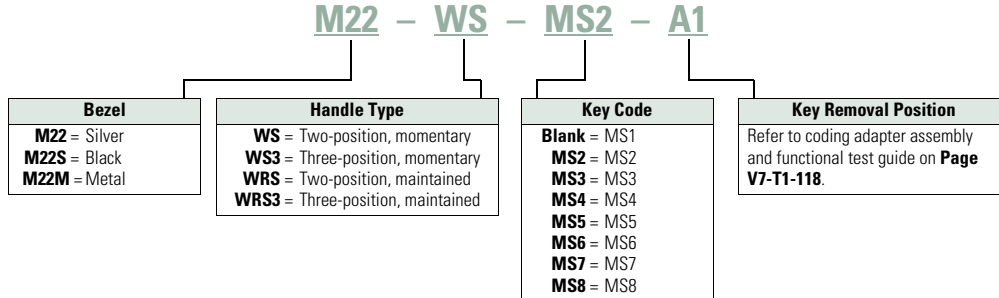 M22 – WS – MS2 – A1
Bezel
M22 = Silver
M22S = Black
M22M = Metal
Handle Type
WS = Two-position, momentary
WS3 = Three-position, momentary
WRS = Two-position, maintained
WRS3 = Three-position, maintained
Key Code
Blank = MS1
MS2 = MS2
MS3 = MS3
MS4 = MS4
MS5 = MS5
MS6 = MS6
MS7 = MS7
MS8 = MS8
Key Removal Position
Refer to coding adapter assembly
and functional test guide on Page
V7-T1-118.